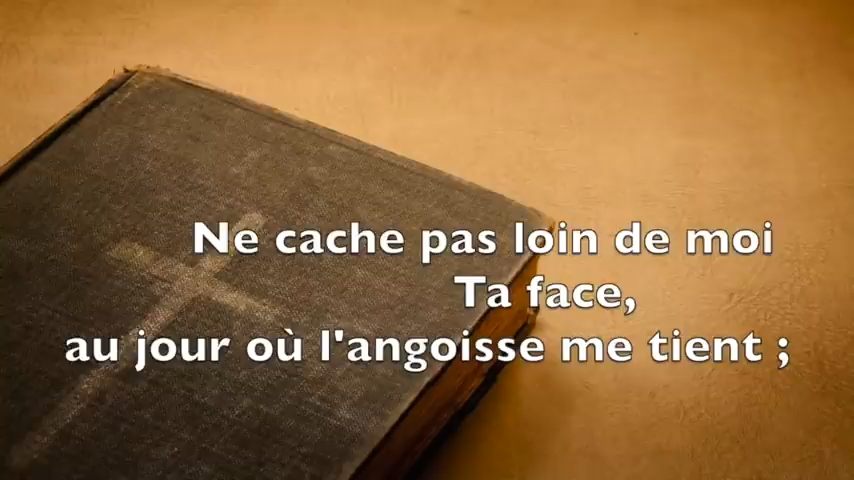 Ne cache pas loin de moi
Ta face,
au jour où l'angoisse me tient ;